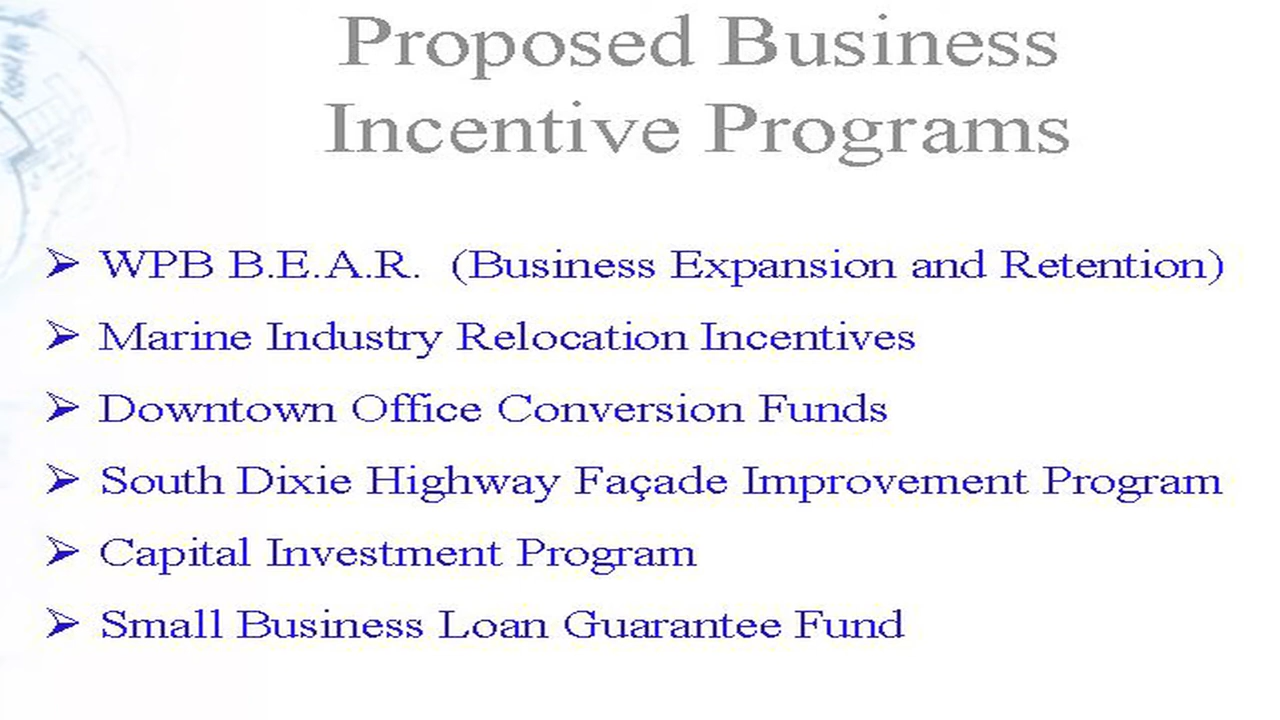 Proposed Business
Incentive Programs
➢ WPB B.E.A.R. (Business Expansion and Retention)
➢ Marine Industry Relocation Incentives
➢ Downtown Office Conversion Funds
➢ South Dixie Highway Façade Improvement Program
➢ Capital Investment Program
➢ Small Business Loan Guarantee Fund